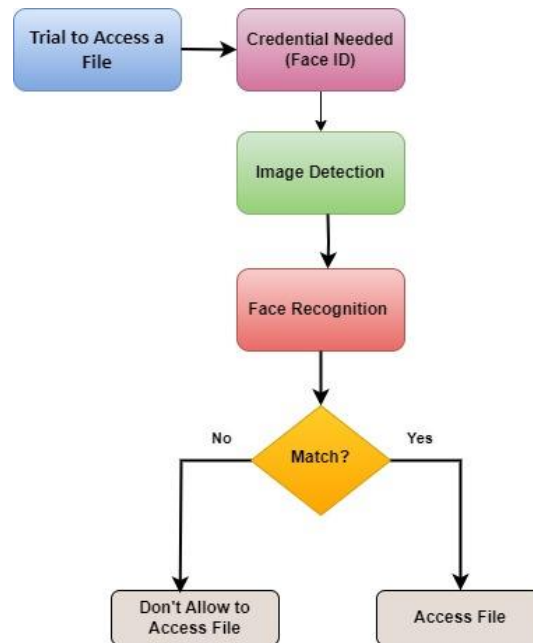 Trial to Access a
File
Credential Needed
(Face ID)
Image Detection
Face Recognition
Match?
No
Yes
Don't Allow to
Access File
Access File